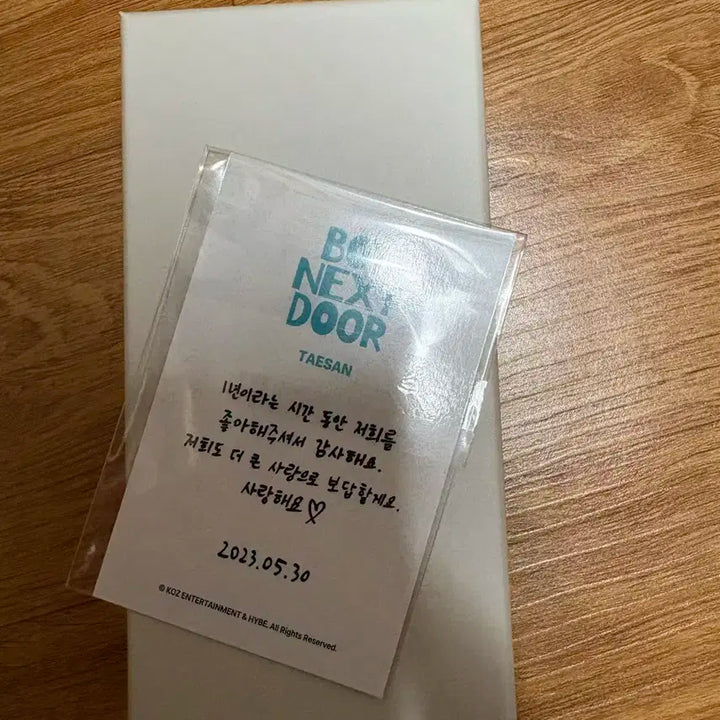 BO
NEXT
DOOR
TAESAN
1년이라는 시간 동안 저희를
좋아해주셔서 감사해요.
저희도 더 큰 사랑으로 보답할게요.
사랑해요♡
2023.05.30
© KOZ ENTERTAINMENT & HYBE. All Rights Reserved.